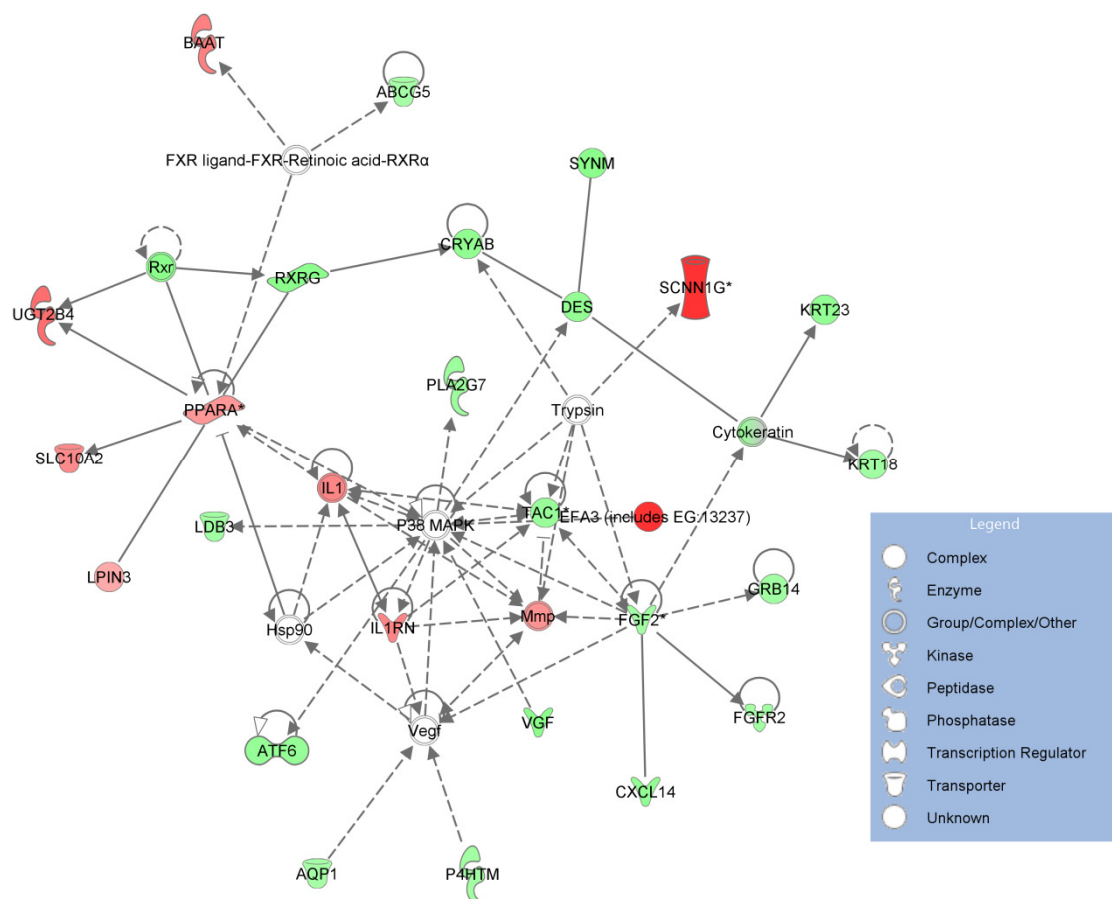 BAAT
ABCG5
FXR ligand-FXR-Retinoic acid-RXRα
SYNM
CRYAB
Rxr
RXRG
SCNN1G*
UGT2B4
DES
KRT23
PLA2G7
PPARA*
Trypsin
Cytokeratin
SLC10A2
KRT18
IL1
TAC1*
EFA3 (includes EG:13237)
LDB3
P38 MAPK
Legend
Complex
LPIN3
Enzyme
GRB14
Hsp90
IL1RN
Mmp
FGF2*
Group/Complex/Other
Kinase
Peptidase
VGF
FGFR2
Vegf
Phosphatase
ATF6
Transcription Regulator
CXCL14
Transporter
Unknown
AQP1
P4HTM